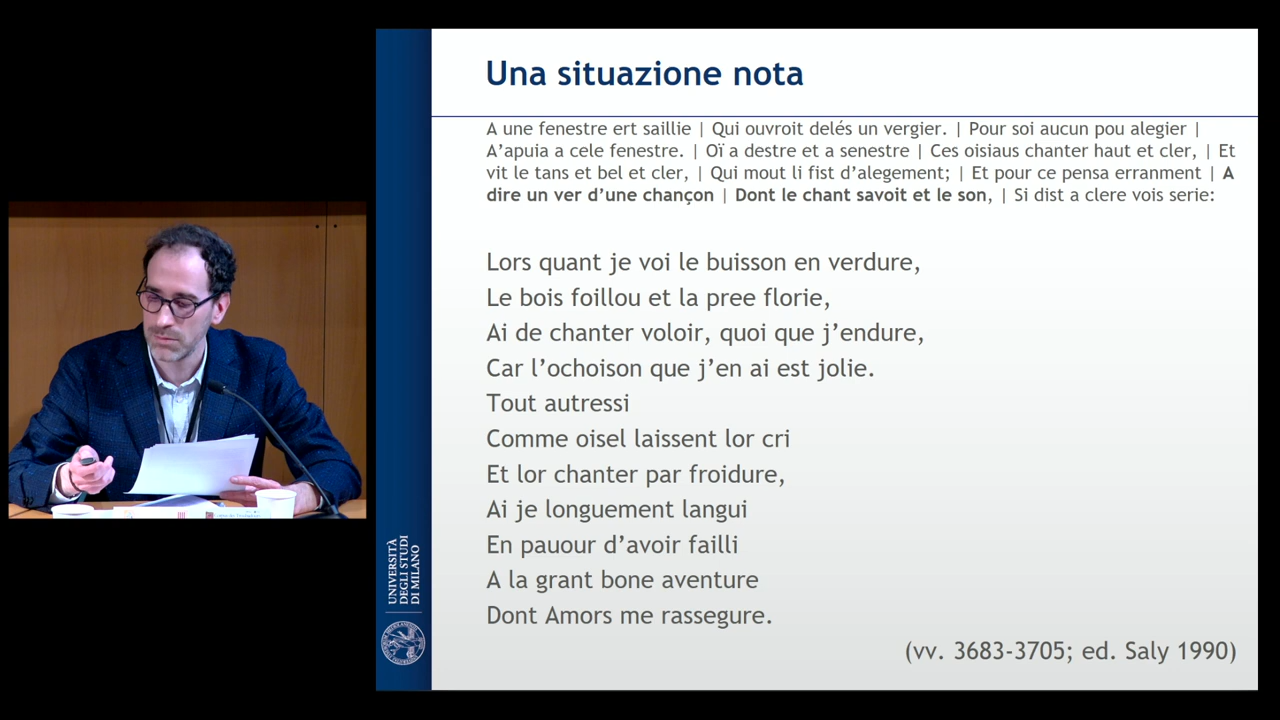 Una situazione nota
A une fenestre ert saillie | Qui ouvroit delés un vergier. | Pour soi aucun pou alegier |
A’apuia a cele fenestre. | Oï a destre et a senestre | Ces oisiaus chanter haut et cler, | Et
vit le tans et bel et cler, | Qui mout li fist d’alegement; | Et pour ce pensa erranment | A
dire un ver d’une chançon | Dont le chant savoit et le son, | Si dist a clere vois serie:
Lors quant je voi le buisson en verdure,
Le bois foillou et la pree florie,
Ai de chanter voloir, quoi que j’endure,
Car l’ochoison que j’en ai est jolie.
Tout autressi
Comme oisel laissent lor cri
Et lor chanter par froidure,
Ai je longuement langui
En pauour d’avoir failli
A la grant bone aventure
Dont Amors me rassegure.
(vv. 3683-3705; ed. Saly 1990)
UNIVERSITÀ
DEGLI STUDI
DI MILANO